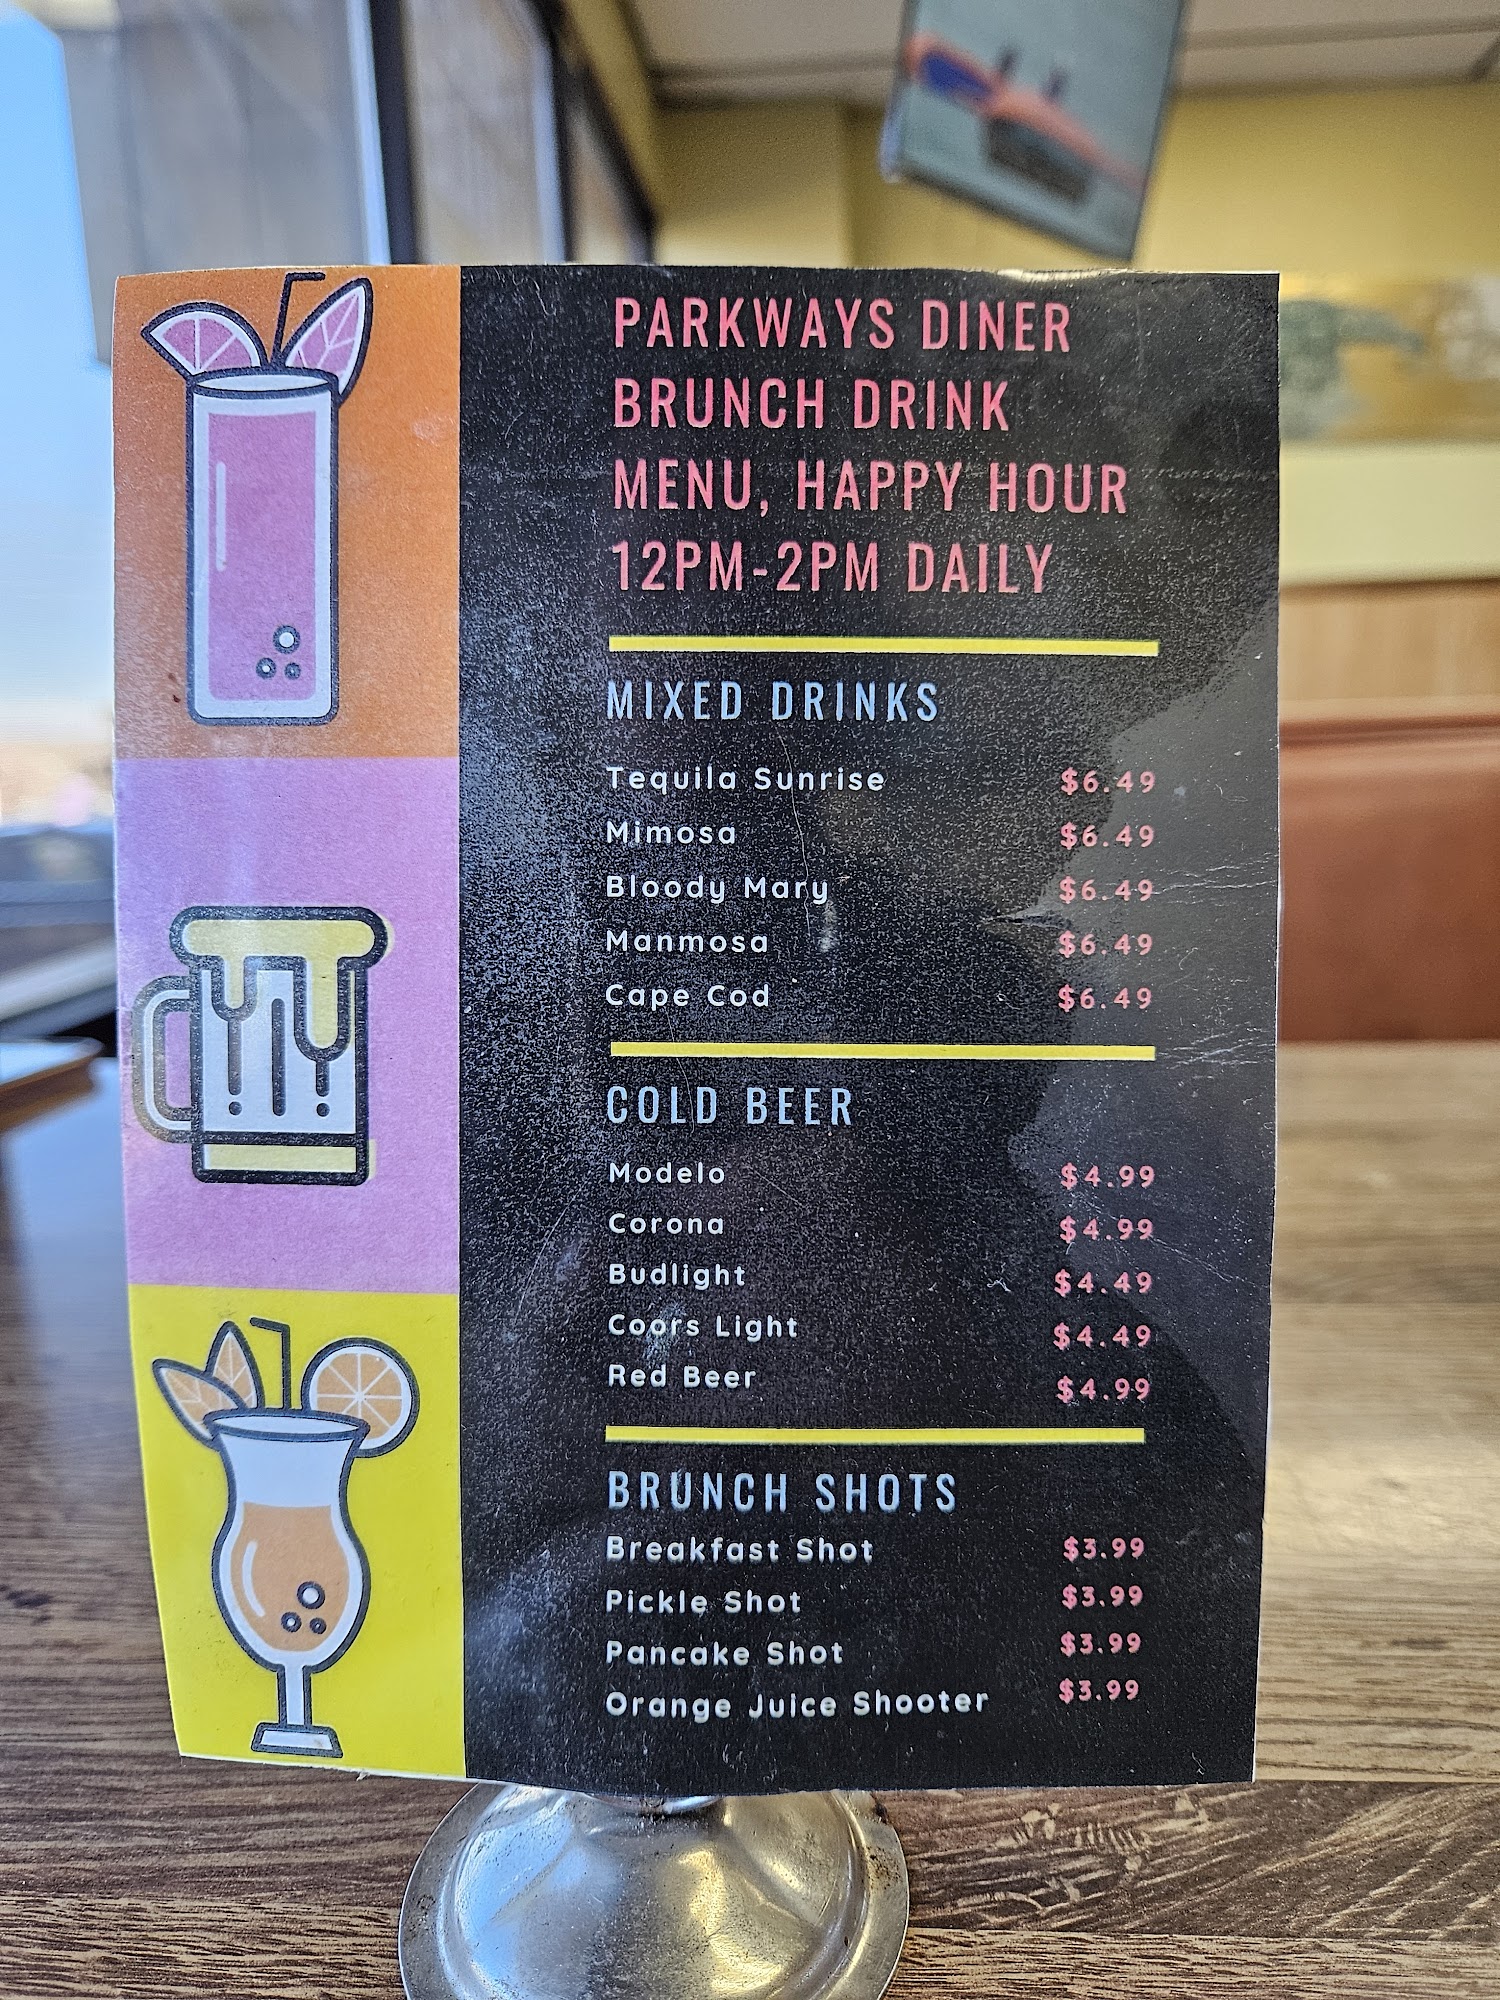 PARKWAYS DINER
BRUNCH DRINK
MENU, HAPPY HOUR
12PM-2PM DAILY
MIXED DRINKS
Tequila Sunrise $6.49
Mimosa $6.49
Bloody Mary $6.49
Manmosa $6.49
Cape Cod $6.49
COLD BEER
Modelo $4.99
Corona $4.99
Budlight $4.49
Coors Light $4.49
Red Beer $4.99
BRUNCH SHOTS
Breakfast Shot $3.99
Pickle Shot $3.99
Pancake Shot $3.99
Orange Juice Shooter $3.99